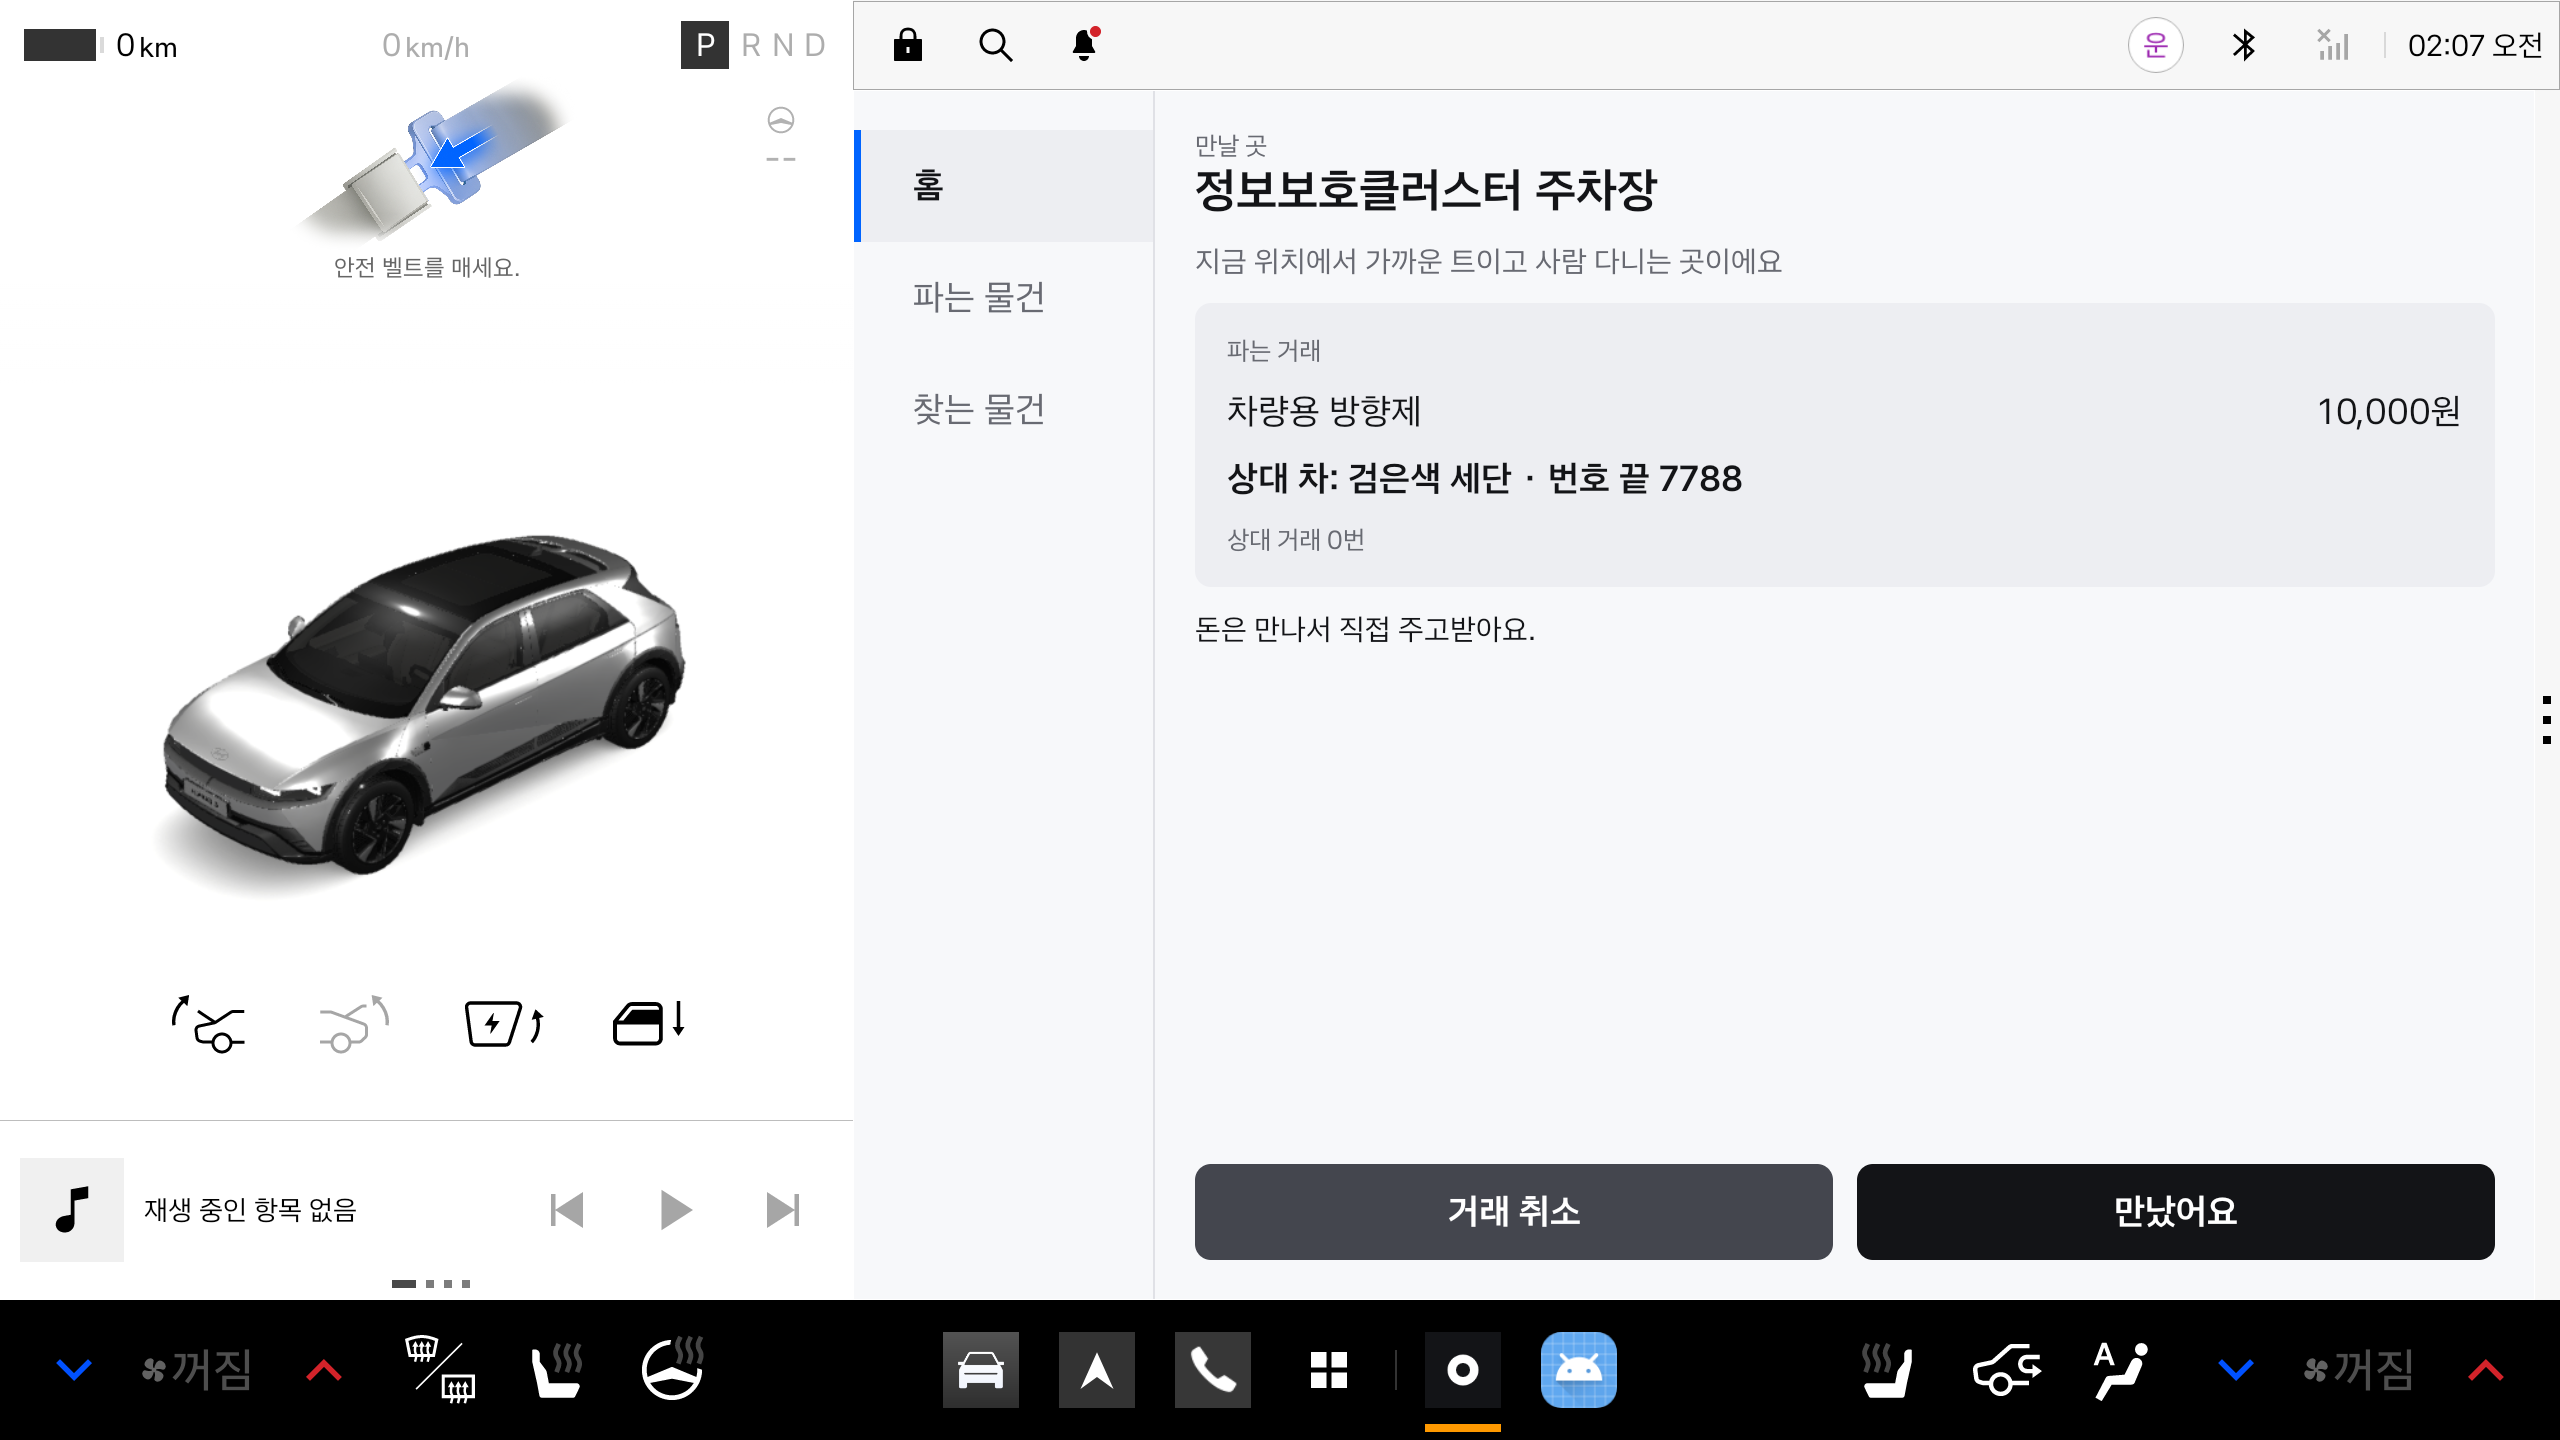 0 km
0 km/h
P R N D
안전 벨트를 매세요.
재생 중인 항목 없음
운
02:07 오전
홈
파는 물건
찾는 물건
만날 곳
정보보호클러스터 주차장
지금 위치에서 가까운 트이고 사람 다니는 곳이에요
파는 거래
차량용 방향제
10,000원
상대 차: 검은색 세단 · 번호 끝 7788
상대 거래 0번
돈은 만나서 직접 주고받아요.
거래 취소
만났어요
꺼짐
A
꺼짐